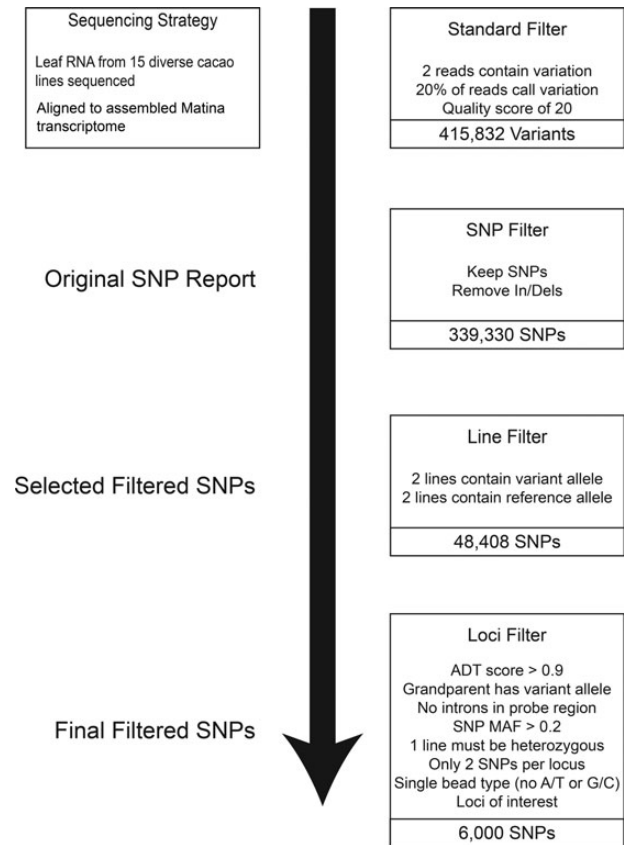 Sequencing Strategy
Leaf RNA from 15 diverse cacao
lines sequenced
Aligned to assembled Matina
transcriptome
Standard Filter
2 reads contain variation
20% of reads call variation
Quality score of 20
415,832 Variants
Original SNP Report
SNP Filter
Keep SNPs
Remove In/Dels
339,330 SNPs
Selected Filtered SNPs
Line Filter
2 lines contain variant allele
2 lines contain reference allele
48,408 SNPs
Final Filtered SNPs
Loci Filter
ADT score > 0.9
Grandparent has variant allele
No introns in probe region
SNP MAF > 0.2
1 line must be heterozygous
Only 2 SNPs per locus
Single bead type (no A/T or G/C)
Loci of interest
6,000 SNPs